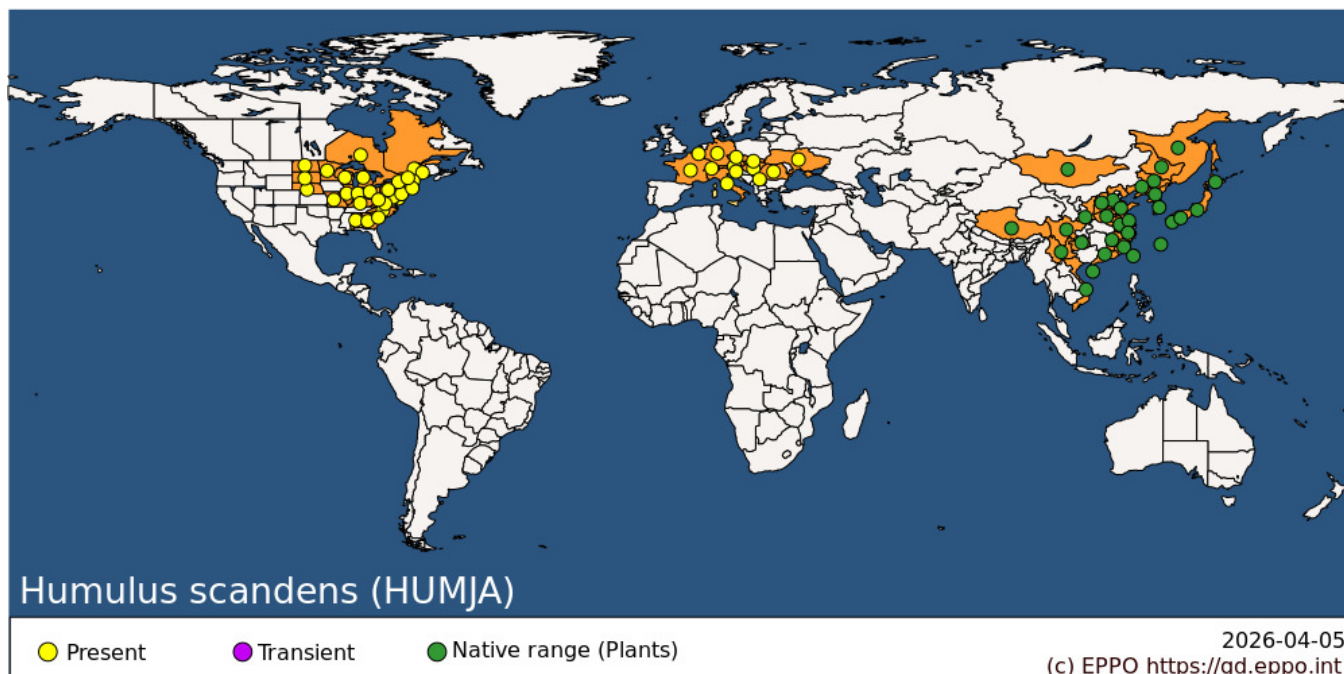 Humulus scandens (HUMJA)
Present
Transient
Native range (Plants)
2026-04-05
(c) EPPO https://gd.eppo.int